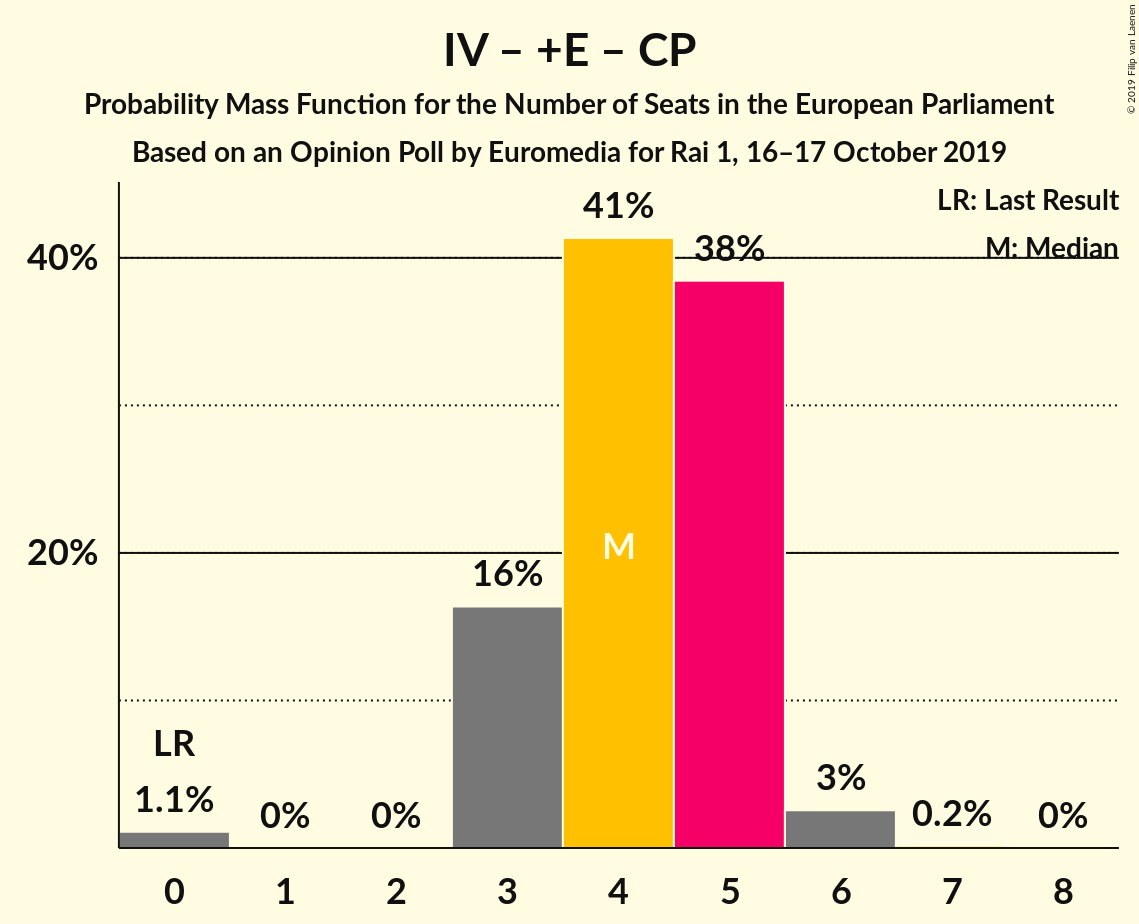 IV – +E – CP
Probability Mass Function for the Number of Seats in the European Parliament
Based on an Opinion Poll by Euromedia for Rai 1, 16–17 October 2019
© 2019 Filip van Laenen
LR: Last Result
M: Median
40%
20%
LR
1.1%
0%
0%
16%
41%
M
38%
3%
0.2%
0%
0 1 2 3 4 5 6 7 8